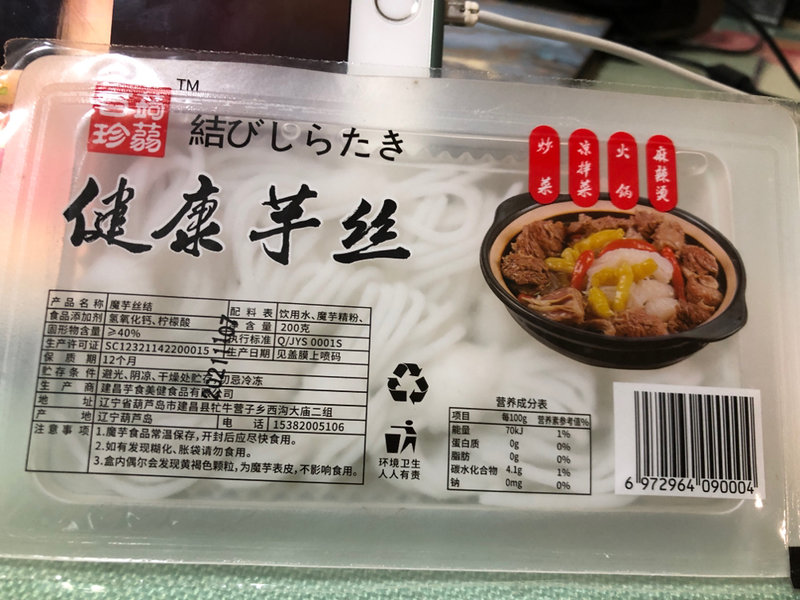 TM
珍蒻
結びしらたき
健康芋丝
炒菜
凉拌菜
火锅
麻辣烫
产品名称 魔芋丝结 配料表 饮用水、魔芋精粉、
食品添加剂 氢氧化钙、柠檬酸 含量 200克
固形物含量 ≥40% 执行标准 Q/JYS 0001S
生产许可证 SC12321142200015 生产日期 见盖膜上喷码
保质期 12个月
20211107
贮存条件 避光、阴凉、干燥处贮 勿忌冷冻
生产商 建昌芋食美健食品有限公司
地址 辽宁省葫芦岛市建昌县牤牛营子乡西沟大庙二组
产地 辽宁葫芦岛 电话 15382005106
注意事项 1.魔芋食品常温保存,开封后应尽快食用。
2.如有发现糊化、胀袋请勿食用。
3.盒内偶尔会发现黄褐色颗粒,为魔芋表皮,不影响食用。
环境卫生
人人有责
营养成分表
项目 每100g 营养素参考值%
能量 70kJ 1%
蛋白质 0g 0%
脂肪 0g 0%
碳水化合物 4.1g 1%
钠 0mg 0%
6 972964 090004